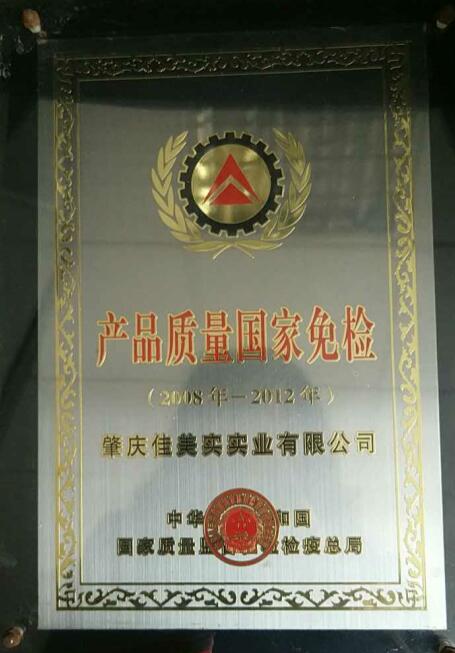 产品质量国家免检
(2008年-2012年)
肇庆佳美实实业有限公司
中华 和国
国家质量监 检疫总局